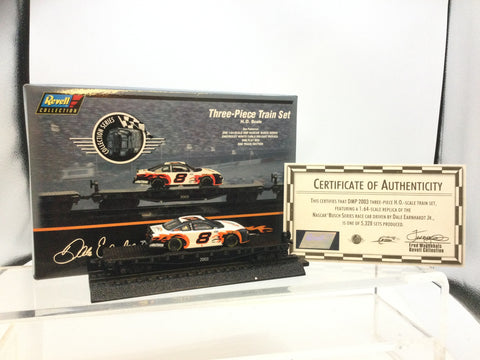 Revell
COLLECTION
COLLECTION SERIES
Three-Piece Train Set
H.O. Scale
8
8
2003
CERTIFICATE OF AUTHENTICITY
THIS CERTIFIES THAT DMP 2003 THREE-PIECE H.O.-SCALE TRAIN SET,
FEATURING A 1:64-SCALE REPLICA OF THE
NASCAR BUSCH SERIES RACE CAR DRIVEN BY DALE EARNHARDT JR.,
IS ONE OF 5,328 SETS PRODUCED.
Fred Wagenhals
Revell Collection